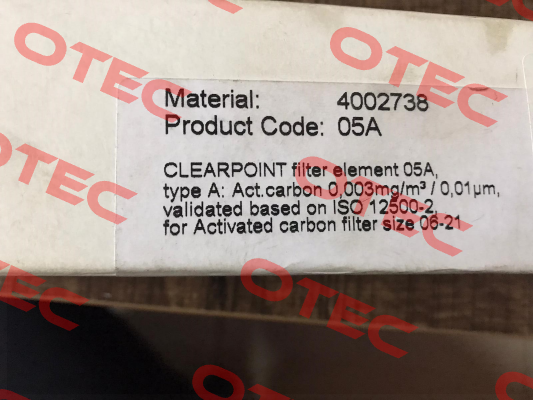 Material: 4002738
Product Code: 05A
CLEARPOINT filter element 05A,
type A: Act.carbon 0,003mg/m³ / 0,01µm,
validated based on ISO 12500-2,
for Activated carbon filter size 06-21
OTEC
OTEC
OTEC
OTEC
OTEC
OTEC